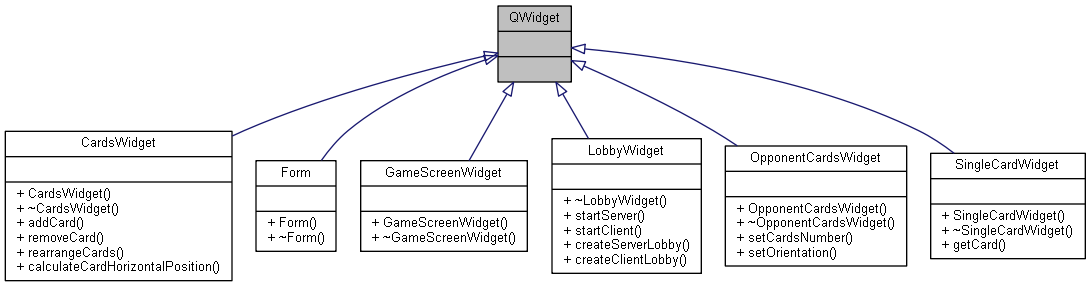 QWidget
CardsWidget
+ CardsWidget()
+ ~CardsWidget()
+ addCard()
+ removeCard()
+ rearrangeCards()
+ calculateCardHorizontalPosition()
Form
+ Form()
+ ~Form()
GameScreenWidget
+ GameScreenWidget()
+ ~GameScreenWidget()
LobbyWidget
+ ~LobbyWidget()
+ startServer()
+ startClient()
+ createServerLobby()
+ createClientLobby()
OpponentCardsWidget
+ OpponentCardsWidget()
+ ~OpponentCardsWidget()
+ setCardsNumber()
+ setOrientation()
SingleCardWidget
+ SingleCardWidget()
+ ~SingleCardWidget()
+ getCard()